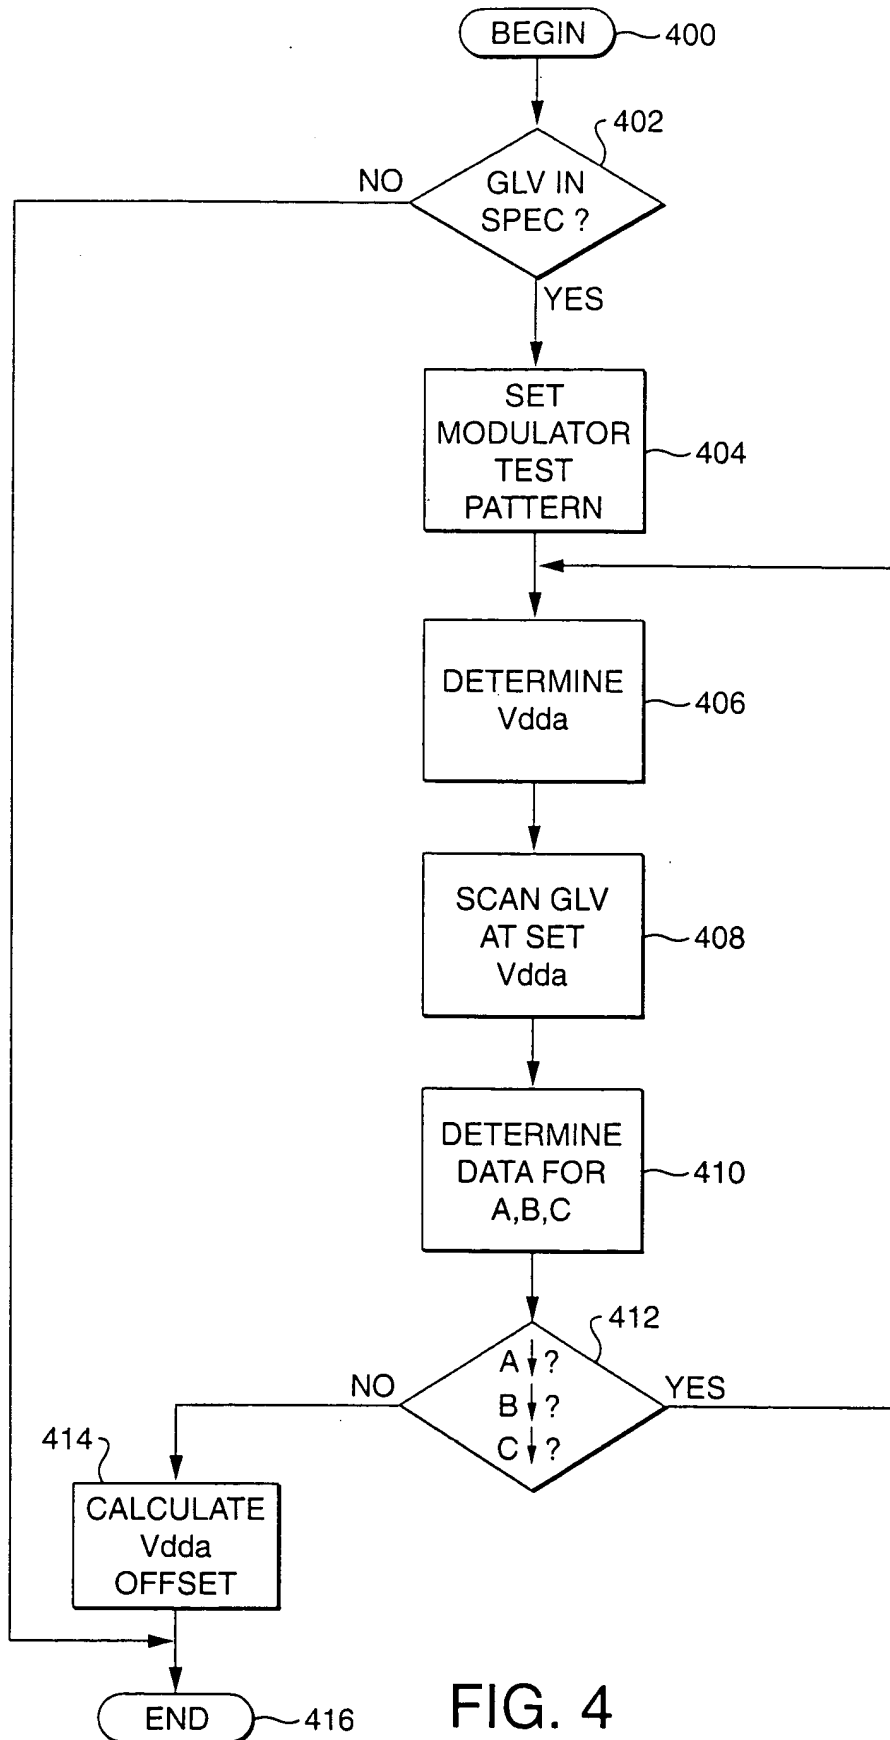 BEGIN
400
402
NO
GLV IN
SPEC ?
YES
SET
MODULATOR
TEST
PATTERN
404
DETERMINE
Vdda
406
SCAN GLV
AT SET
Vdda
408
DETERMINE
DATA FOR
A,B,C
410
412
A↓?
B↓?
C↓?
NO
YES
414
CALCULATE
Vdda
OFFSET
END
416
FIG. 4